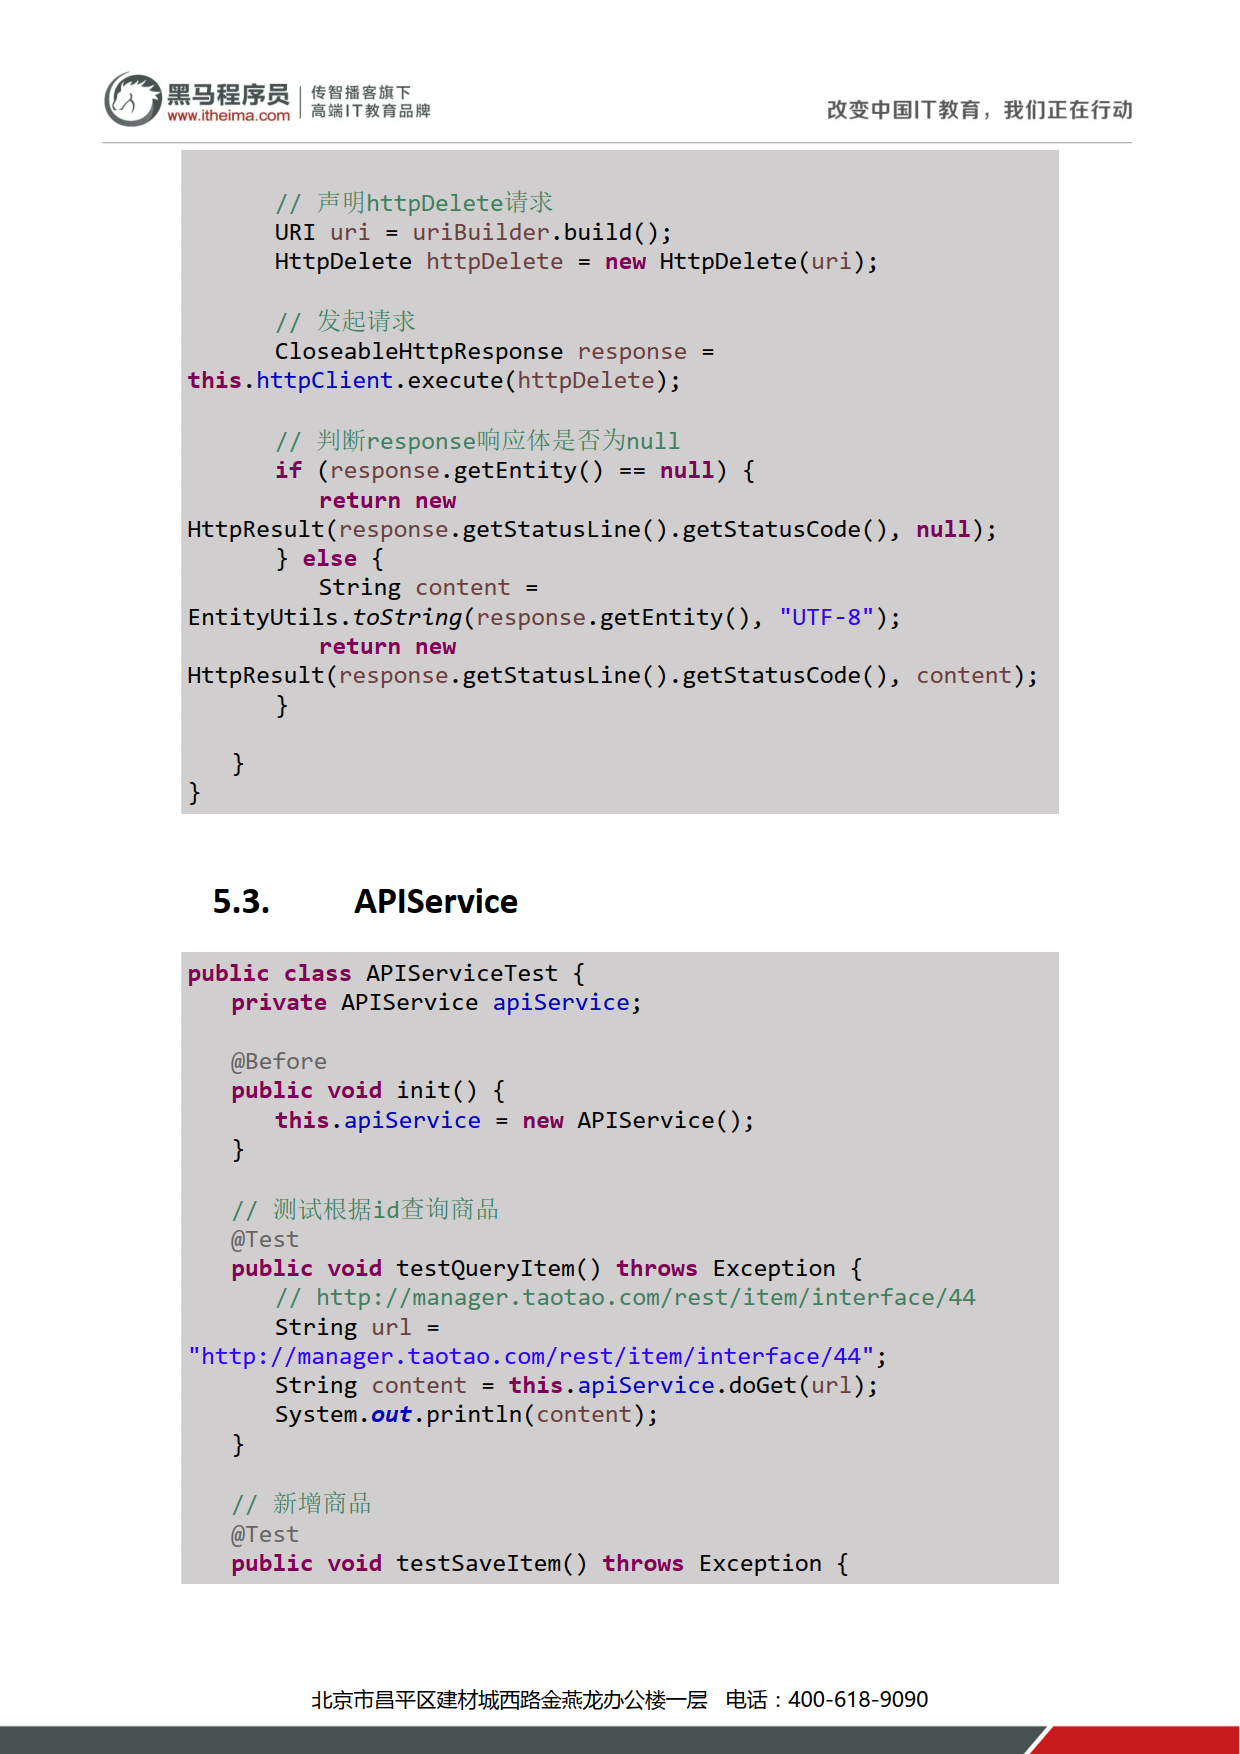 黑马程序员
www.itheima.com
传智播客旗下
高端IT教育品牌
改变中国IT教育，我们正在行动
// 声明httpDelete请求
URI uri = uriBuilder.build();
HttpDelete httpDelete = new HttpDelete(uri);
// 发起请求
CloseableHttpResponse response =
this.httpClient.execute(httpDelete);
// 判断response响应体是否为null
if (response.getEntity() == null) {
return new
HttpResult(response.getStatusLine().getStatusCode(), null);
} else {
String content =
EntityUtils.toString(response.getEntity(), "UTF-8");
return new
HttpResult(response.getStatusLine().getStatusCode(), content);
}
}
}
5.3. APIService
public class APIServiceTest {
private APIService apiService;
@Before
public void init() {
this.apiService = new APIService();
}
// 测试根据id查询商品
@Test
public void testQueryItem() throws Exception {
// http://manager.taotao.com/rest/item/interface/44
String url =
"http://manager.taotao.com/rest/item/interface/44";
String content = this.apiService.doGet(url);
System.out.println(content);
}
// 新增商品
@Test
public void testSaveItem() throws Exception {
北京市昌平区建材城西路金燕龙办公楼一层 电话：400-618-9090